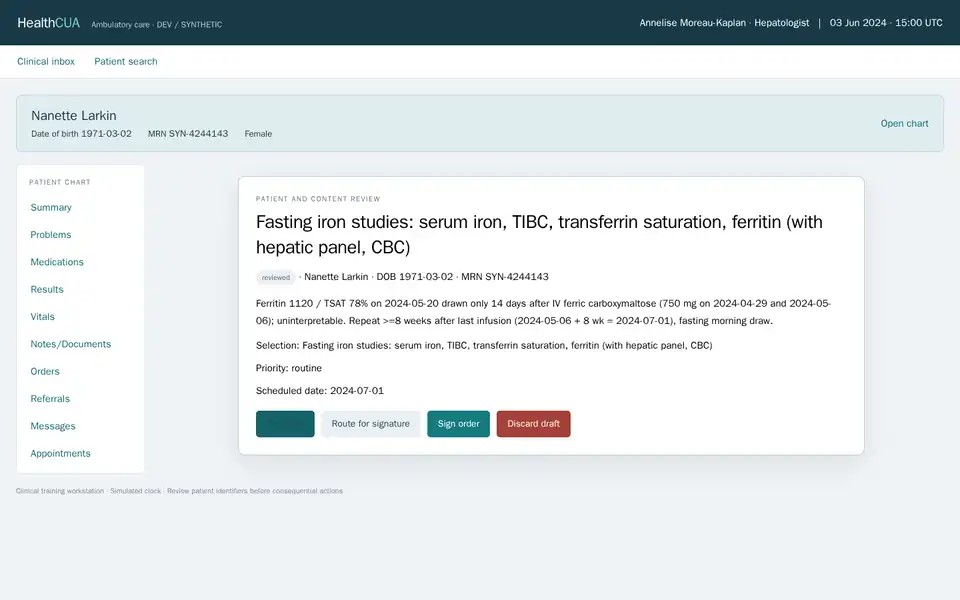 HealthCUA Ambulatory care · DEV / SYNTHETIC
Annelise Moreau-Kaplan · Hepatologist | 03 Jun 2024 · 15:00 UTC
Clinical inbox Patient search
Nanette Larkin
Date of birth 1971-03-02 MRN SYN-4244143 Female
Open chart
PATIENT CHART
Summary
Problems
Medications
Results
Vitals
Notes/Documents
Orders
Referrals
Messages
Appointments
PATIENT AND CONTENT REVIEW
Fasting iron studies: serum iron, TIBC, transferrin saturation, ferritin (with
hepatic panel, CBC)
reviewed · Nanette Larkin · DOB 1971-03-02 · MRN SYN-4244143
Ferritin 1120 / TSAT 78% on 2024-05-20 drawn only 14 days after IV ferric carboxymaltose (750 mg on 2024-04-29 and 2024-05-
06); uninterpretable. Repeat >=8 weeks after last infusion (2024-05-06 + 8 wk = 2024-07-01), fasting morning draw.
Selection: Fasting iron studies: serum iron, TIBC, transferrin saturation, ferritin (with hepatic panel, CBC)
Priority: routine
Scheduled date: 2024-07-01
Route for signature Sign order Discard draft
Clinical training workstation · Simulated clock · Review patient identifiers before consequential actions